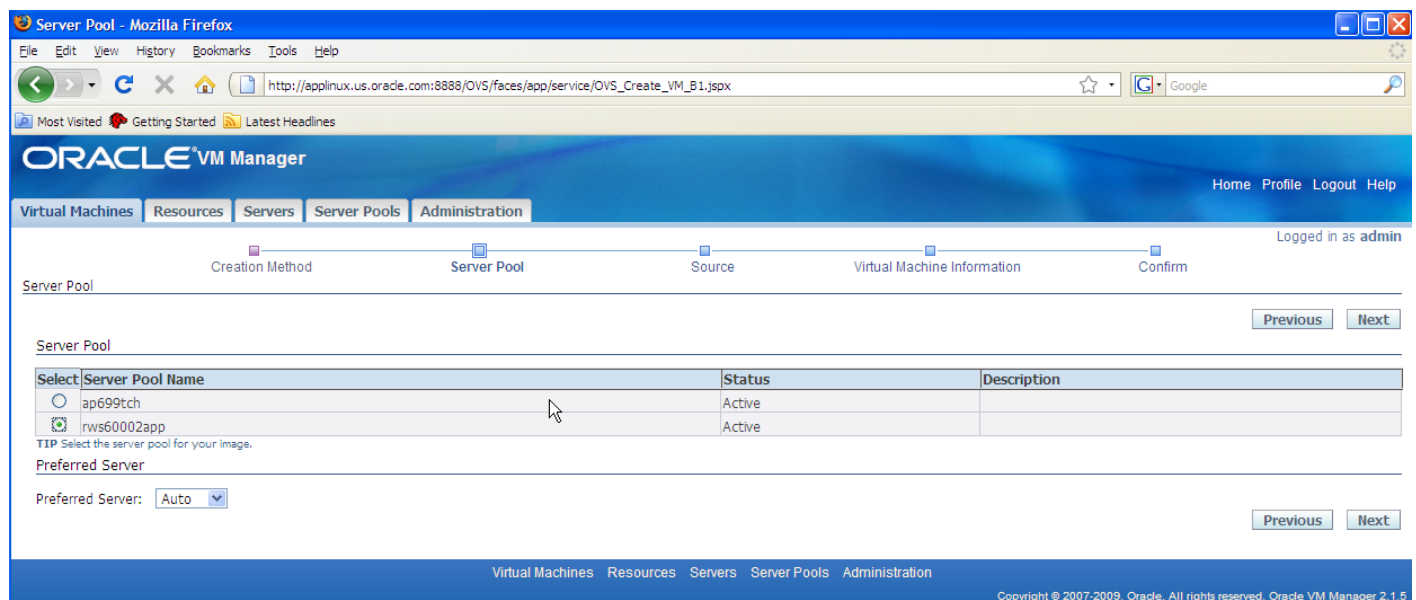 Server Pool - Mozilla Firefox
File Edit View History Bookmarks Tools Help
http://applinux.us.oracle.com:8888/OVS/faces/app/service/OVS_Create_VM_B1.jspx
G Google
Most Visited Getting Started Latest Headlines
ORACLE VM Manager
Home Profile Logout Help
Virtual Machines Resources Servers Server Pools Administration
Logged in as admin
Creation Method Server Pool Source Virtual Machine Information Confirm
Server Pool
Previous Next
Server Pool
Select Server Pool Name Status Description
ap699tch Active
rws60002app Active
TIP Select the server pool for your image.
Preferred Server
Preferred Server: Auto
Previous Next
Virtual Machines Resources Servers Server Pools Administration
Copyright © 2007-2009, Oracle. All rights reserved. Oracle VM Manager 2.1.5